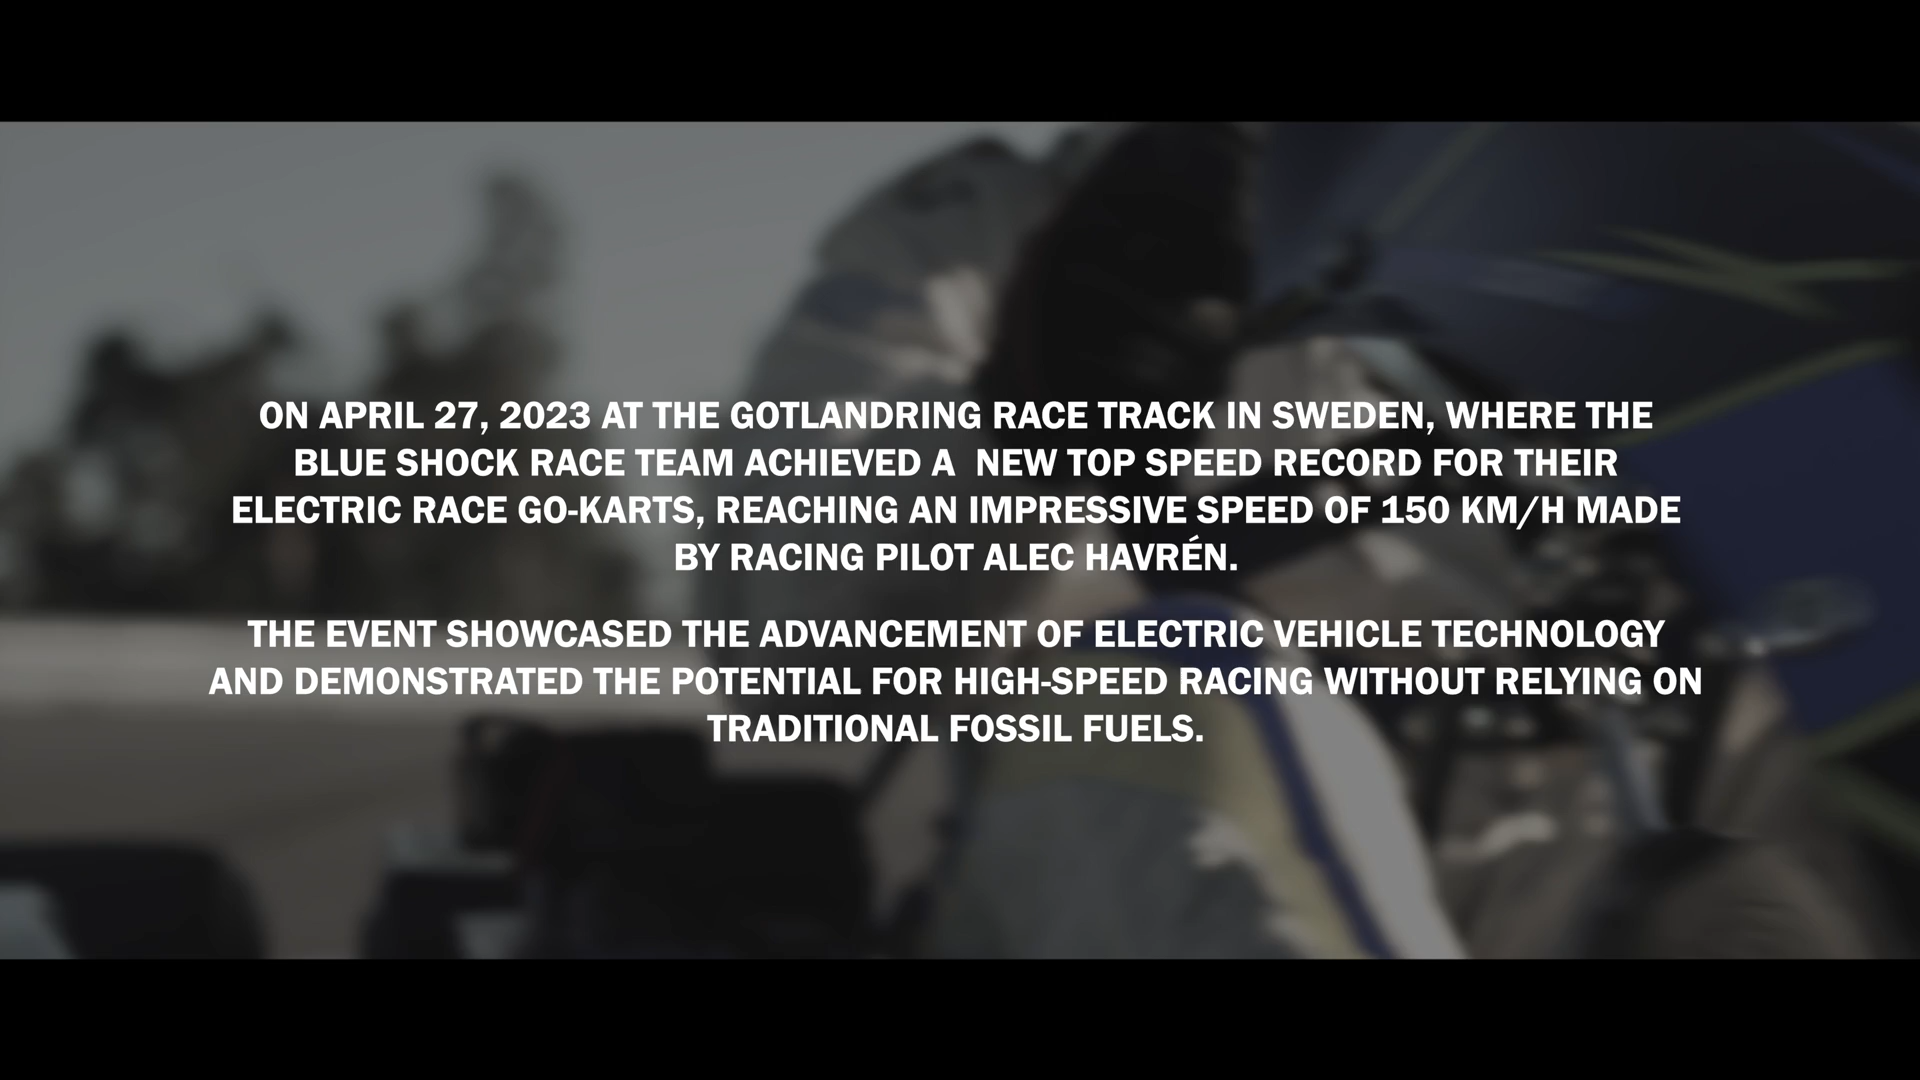 ON APRIL 27, 2023 AT THE GOTLANDRING RACE TRACK IN SWEDEN, WHERE THE
BLUE SHOCK RACE TEAM ACHIEVED A  NEW TOP SPEED RECORD FOR THEIR
ELECTRIC RACE GO-KARTS, REACHING AN IMPRESSIVE SPEED OF 150 KM/H MADE
BY RACING PILOT ALEC HAVRÉN.
THE EVENT SHOWCASED THE ADVANCEMENT OF ELECTRIC VEHICLE TECHNOLOGY
AND DEMONSTRATED THE POTENTIAL FOR HIGH-SPEED RACING WITHOUT RELYING ON
TRADITIONAL FOSSIL FUELS.